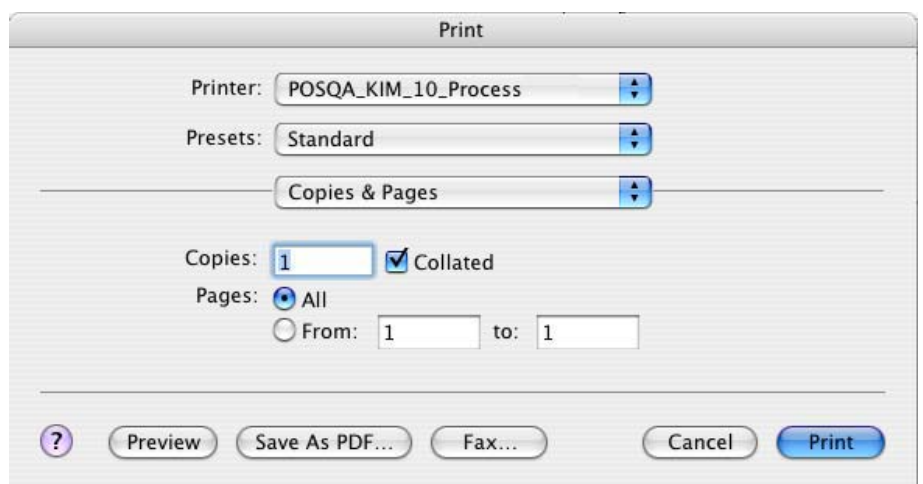 Print
Printer: POSQA_KIM_10_Process
Presets: Standard
Copies & Pages
Copies: 1 Collated
Pages: All
From: 1 to: 1
? Preview Save As PDF... Fax... Cancel Print